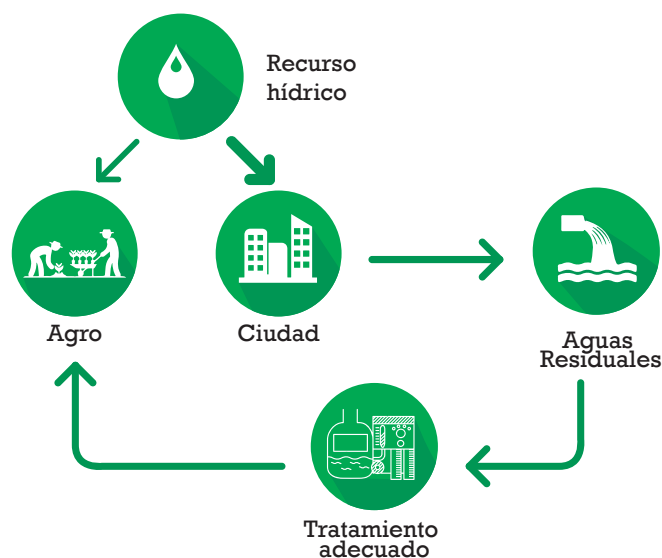 Recurso
hídrico
Agro
Ciudad
Aguas
Residuales
Tratamiento
adecuado